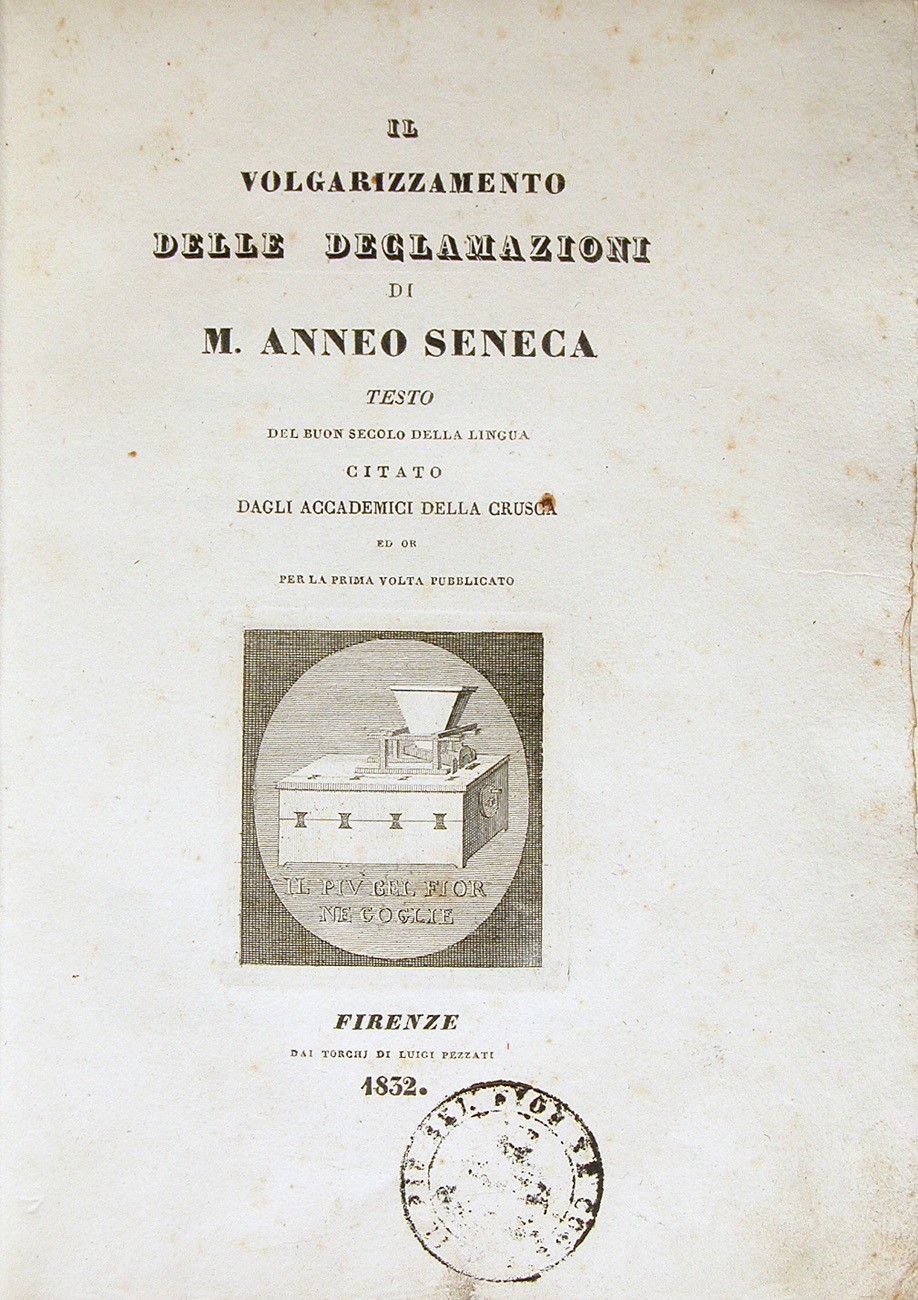 IL
VOLGARIZZAMENTO
DELLE DECLAMAZIONI
DI
M. ANNEO SENECA
TESTO
DEL BUON SECOLO DELLA LINGUA
CITATO
DAGLI ACCADEMICI DELLA CRUSCA
ED OR
PER LA PRIMA VOLTA PUBBLICATO
IL PIV BEL FIOR
NE COGLIE
FIRENZE
DAI TORCHJ DI LUIGI PEZZATI
1832.